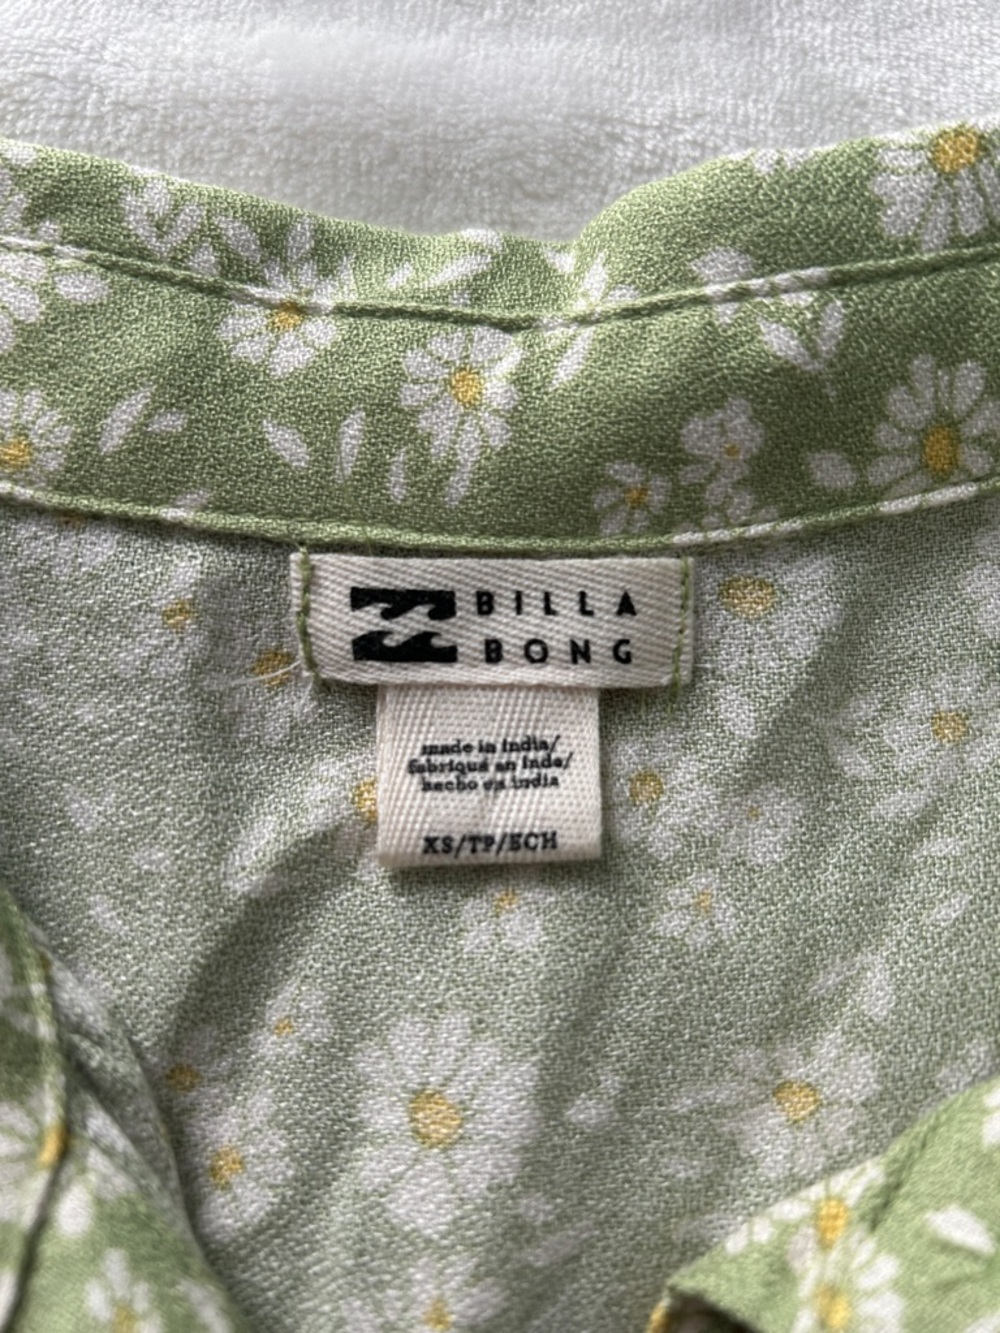 BILLA
BONG
made in India/
fabriqué en Inde/
hecho en India
XS/TP/ECH